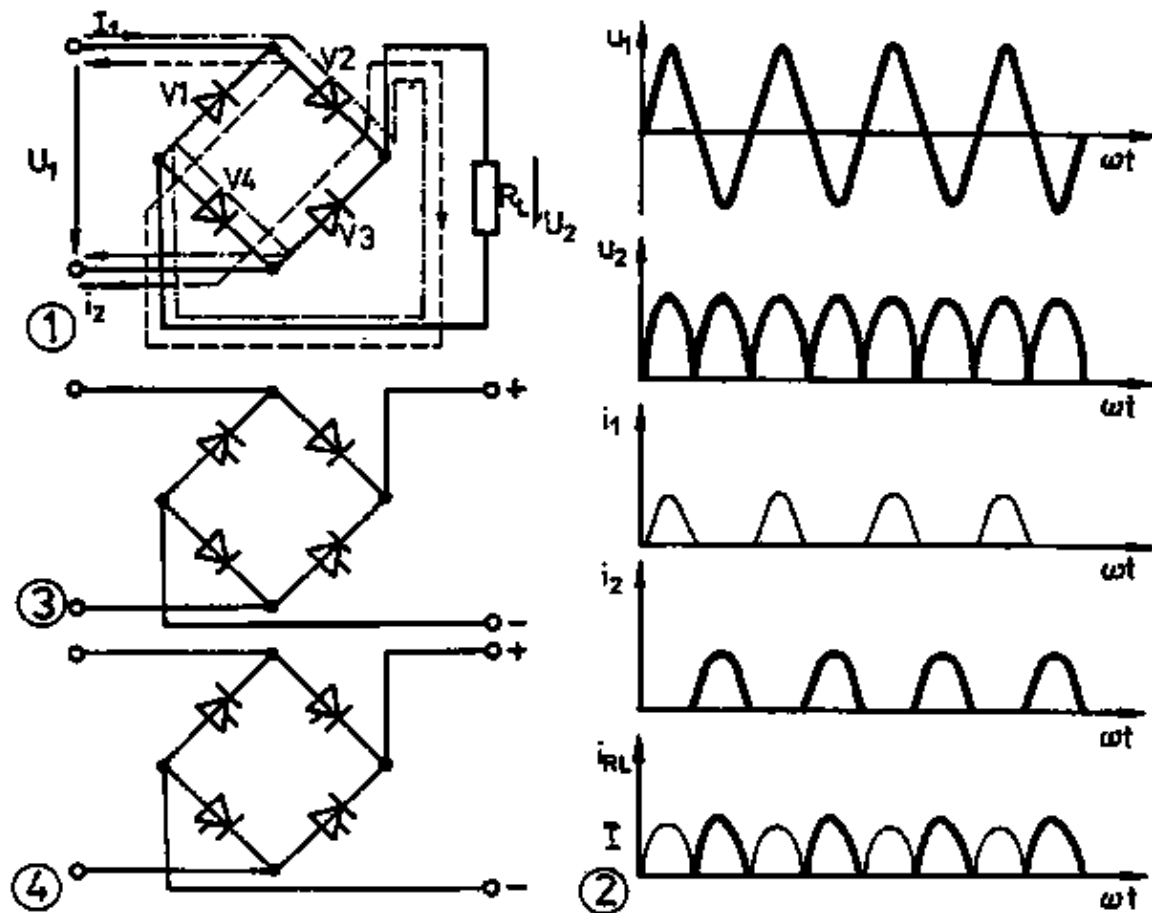 I₁
V2
V1
U₁
V4
V3
R_L
U₂
i₂
①
+
③
-
+
④
-
u₁
ωt
u₂
ωt
i₁
ωt
i₂
ωt
i_RL
I
②
ωt